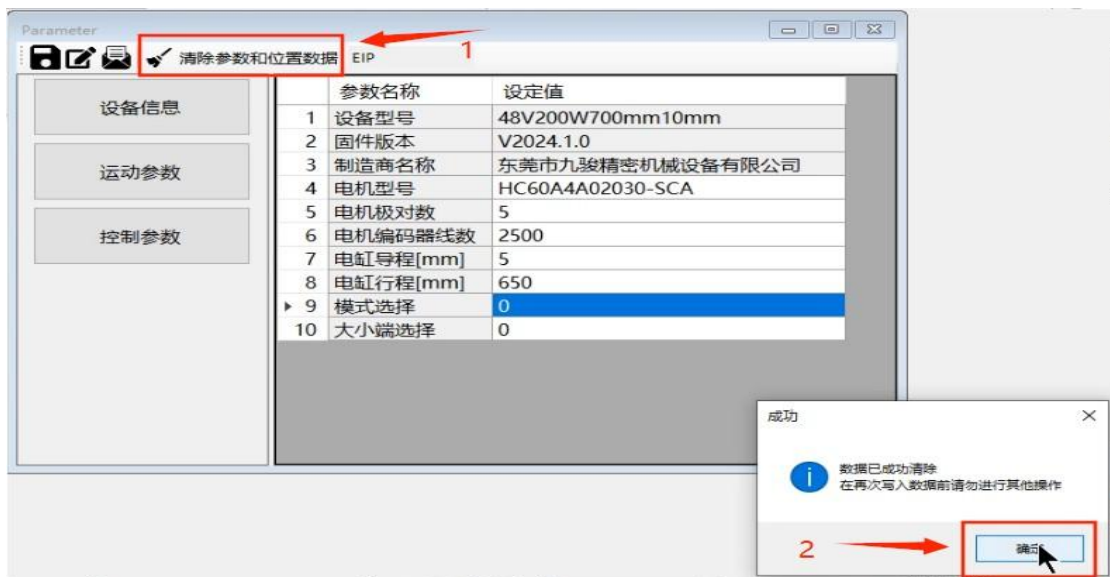 Parameter
清除参数和位置数据 EIP
1
设备信息
运动参数
控制参数
参数名称 设定值
1 设备型号 48V200W700mm10mm
2 固件版本 V2024.1.0
3 制造商名称 东莞市九骏精密机械设备有限公司
4 电机型号 HC60A4A02030-SCA
5 电机极对数 5
6 电机编码器线数 2500
7 电缸导程[mm] 5
8 电缸行程[mm] 650
9 模式选择 0
10 大小端选择 0
成功
数据已成功清除
在再次写入数据前请勿进行其他操作
2
确定